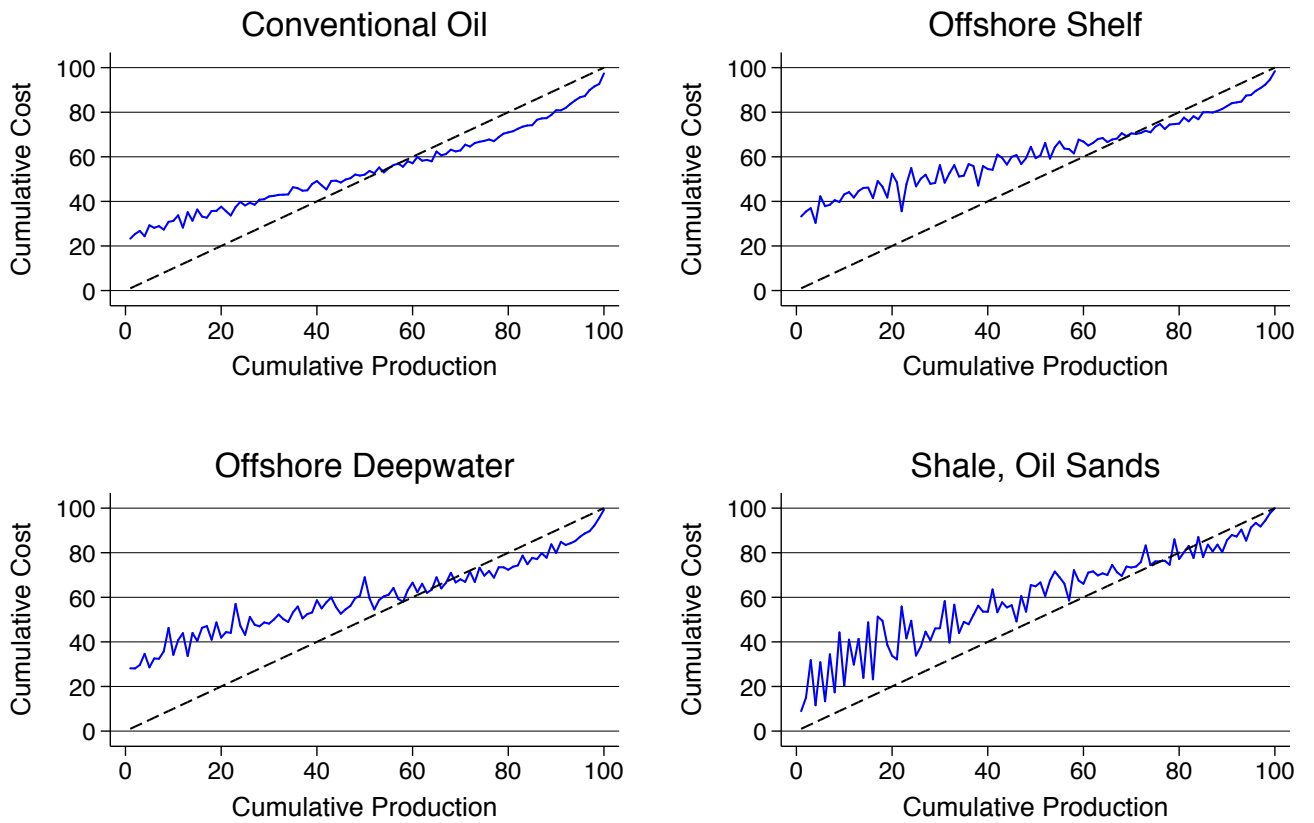 Conventional Oil
Cumulative Cost
100
80
60
40
20
0
0 20 40 60 80 100
Cumulative Production
Offshore Shelf
Cumulative Cost
100
80
60
40
20
0
0 20 40 60 80 100
Cumulative Production
Offshore Deepwater
Cumulative Cost
100
80
60
40
20
0
0 20 40 60 80 100
Cumulative Production
Shale, Oil Sands
Cumulative Cost
100
80
60
40
20
0
0 20 40 60 80 100
Cumulative Production